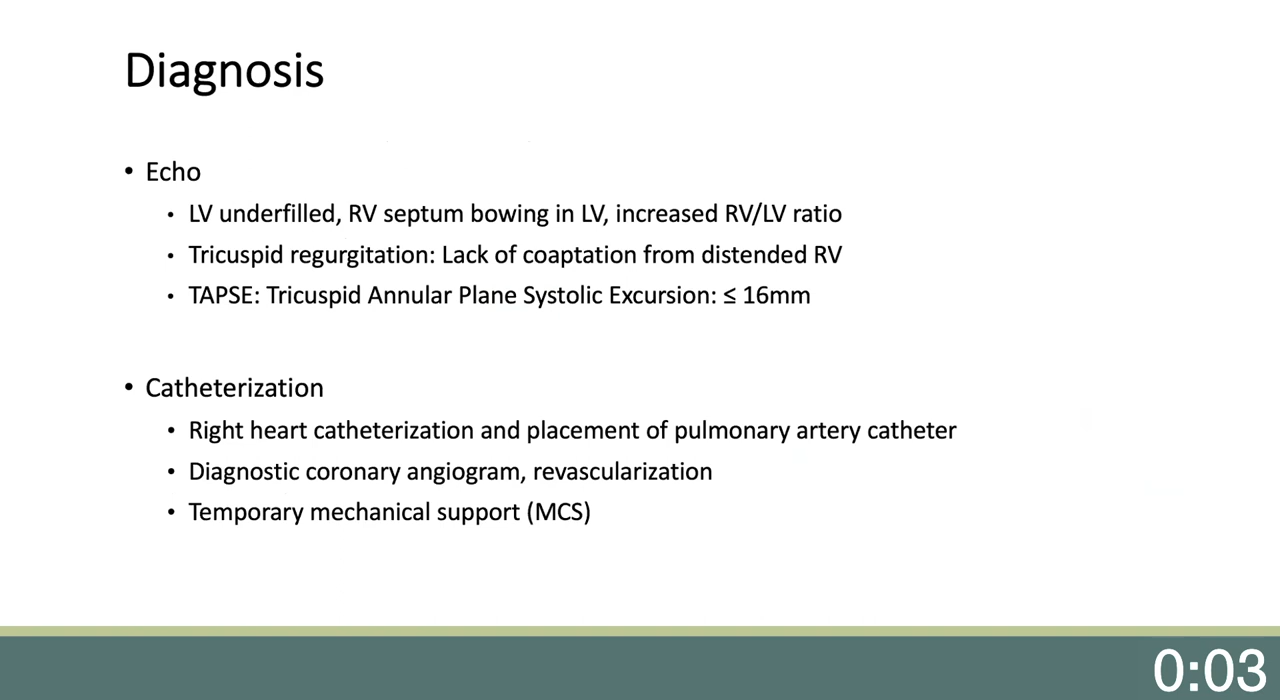 Diagnosis
• Echo
• LV underfilled, RV septum bowing in LV, increased RV/LV ratio
• Tricuspid regurgitation: Lack of coaptation from distended RV
• TAPSE: Tricuspid Annular Plane Systolic Excursion: ≤ 16mm
• Catheterization
• Right heart catheterization and placement of pulmonary artery catheter
• Diagnostic coronary angiogram, revascularization
• Temporary mechanical support (MCS)
0:03